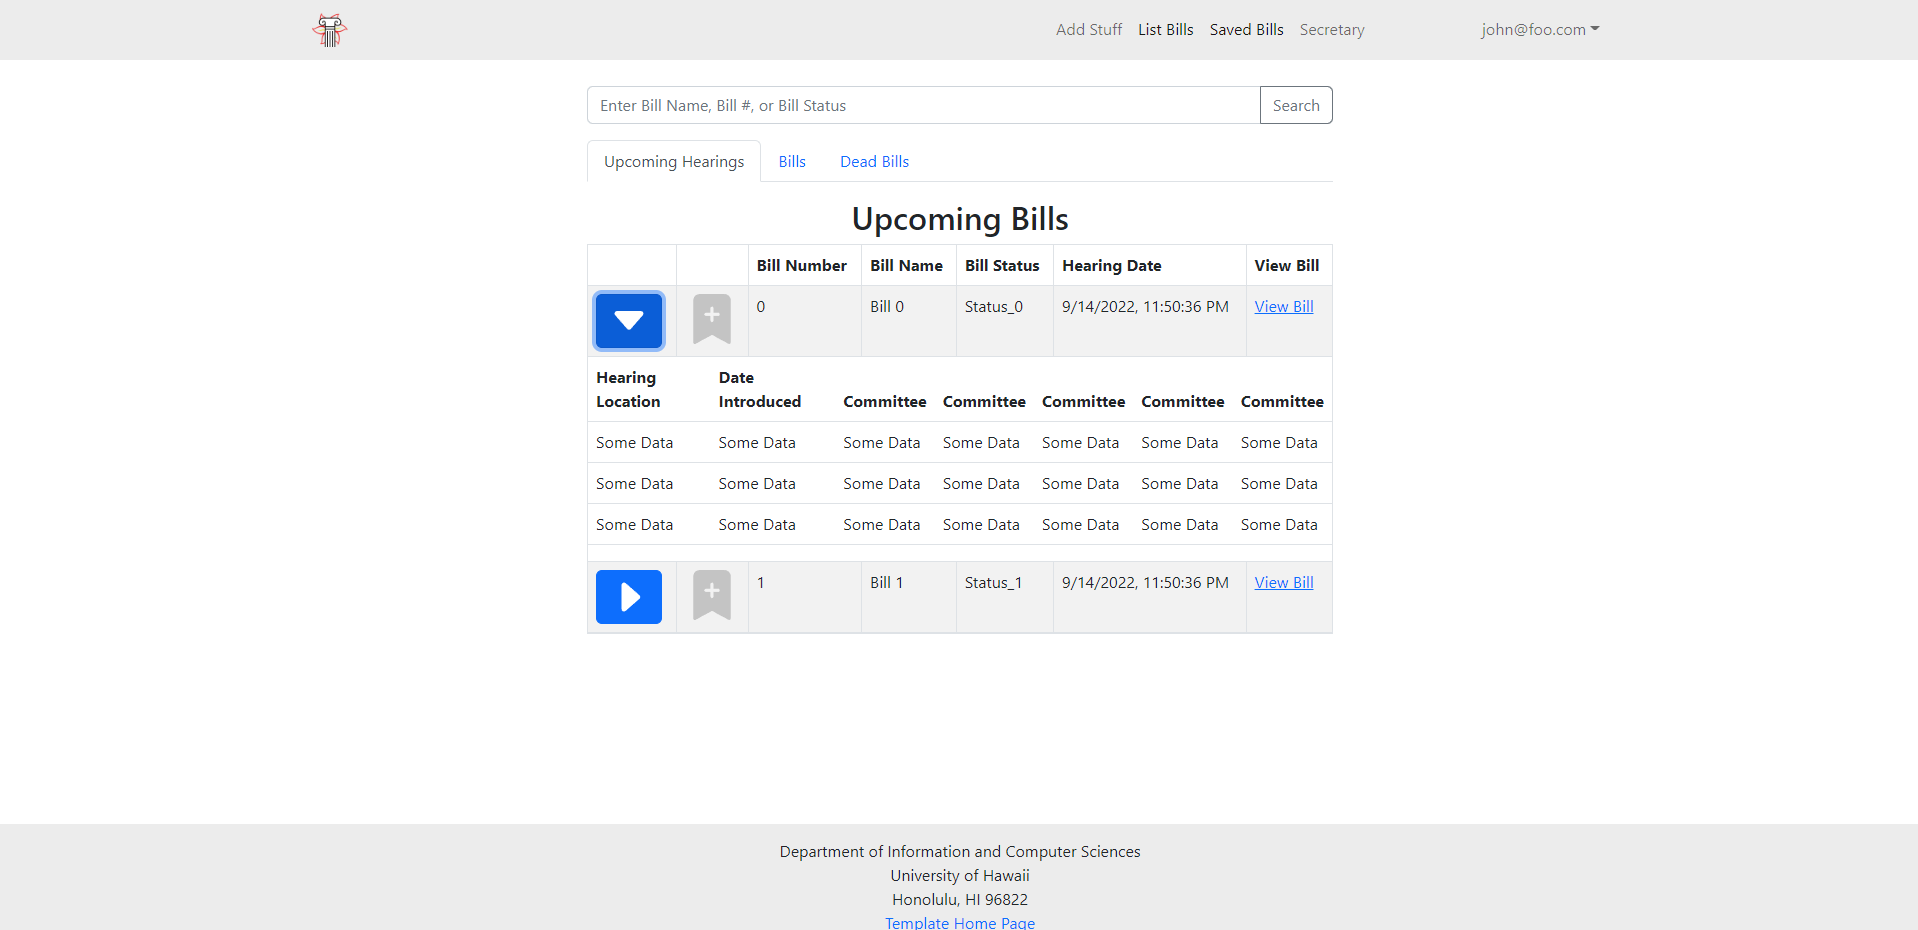 Add Stuff List Bills Saved Bills Secretary john@foo.com
Enter Bill Name, Bill #, or Bill Status Search
Upcoming Hearings Bills Dead Bills
Upcoming Bills
Bill Number Bill Name Bill Status Hearing Date View Bill
0 Bill 0 Status_0 9/14/2022, 11:50:36 PM View Bill
Hearing Location Date Introduced Committee Committee Committee Committee Committee
Some Data Some Data Some Data Some Data Some Data Some Data Some Data
Some Data Some Data Some Data Some Data Some Data Some Data Some Data
Some Data Some Data Some Data Some Data Some Data Some Data Some Data
1 Bill 1 Status_1 9/14/2022, 11:50:36 PM View Bill
Department of Information and Computer Sciences
University of Hawaii
Honolulu, HI 96822
Template Home Page